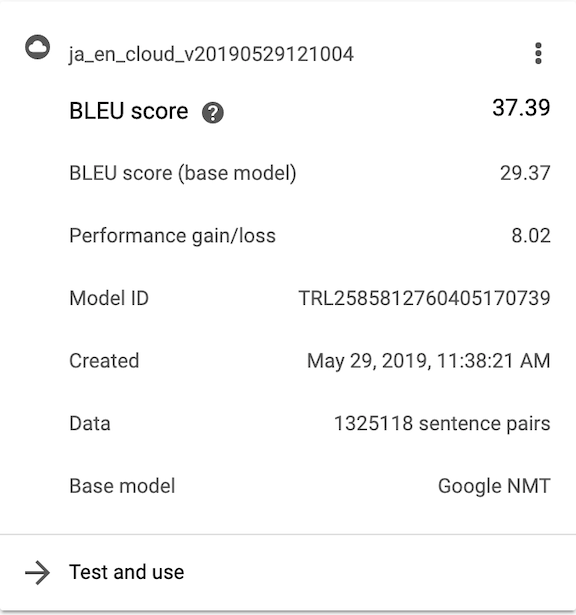 ja_en_cloud_v20190529121004
BLEU score ? 37.39
BLEU score (base model) 29.37
Performance gain/loss 8.02
Model ID TRL2585812760405170739
Created May 29, 2019, 11:38:21 AM
Data 1325118 sentence pairs
Base model Google NMT
Test and use